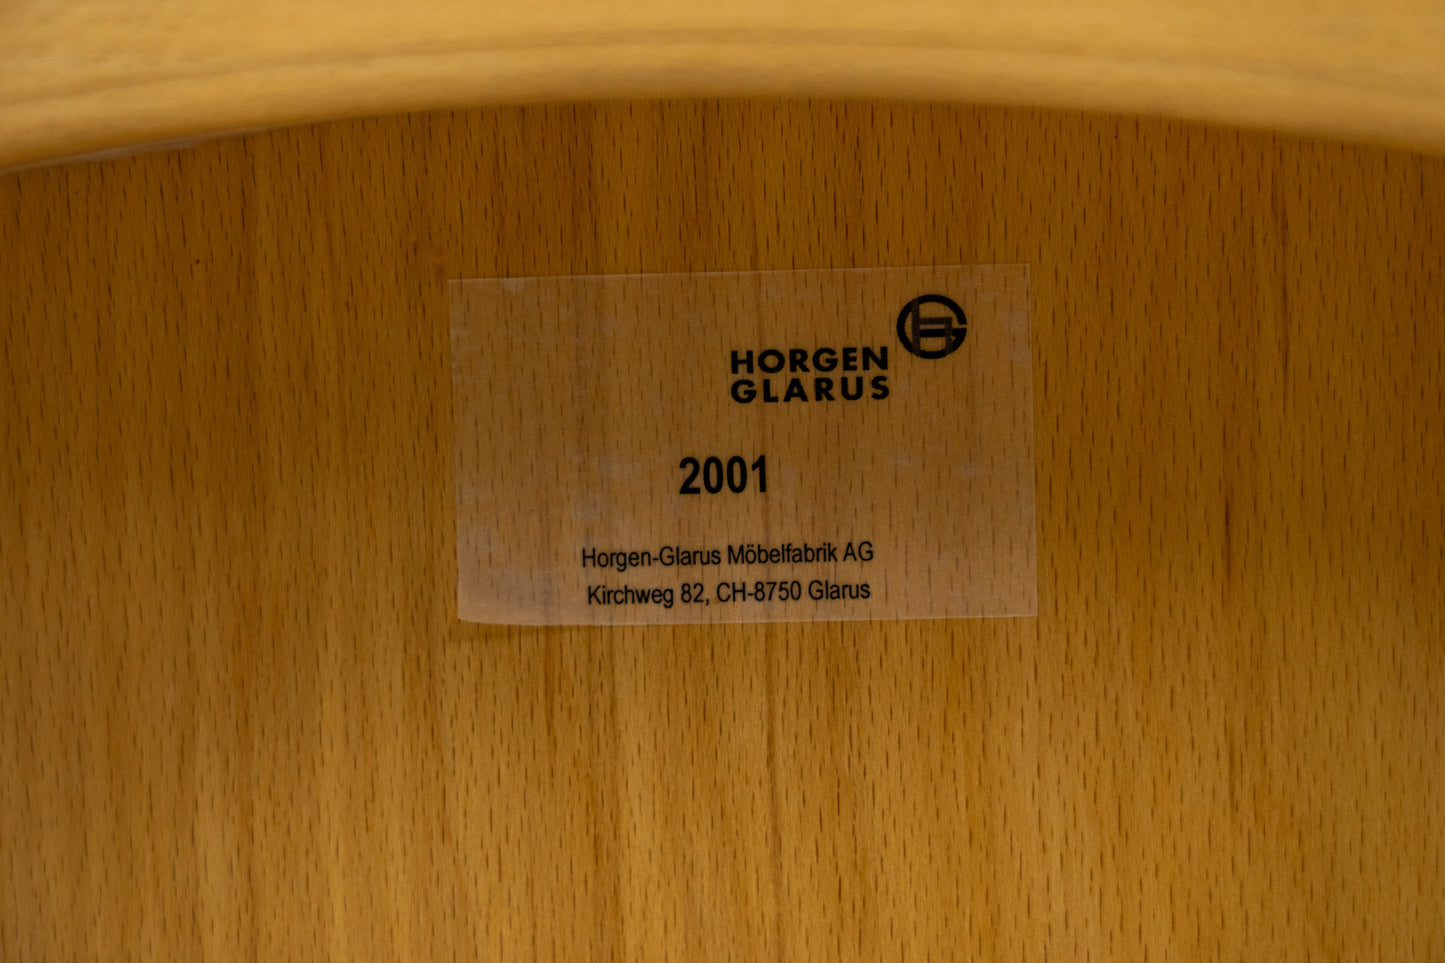 HORGEN
GLARUS
2001
Horgen-Glarus Möbelfabrik AG
Kirchweg 82, CH-8750 Glarus